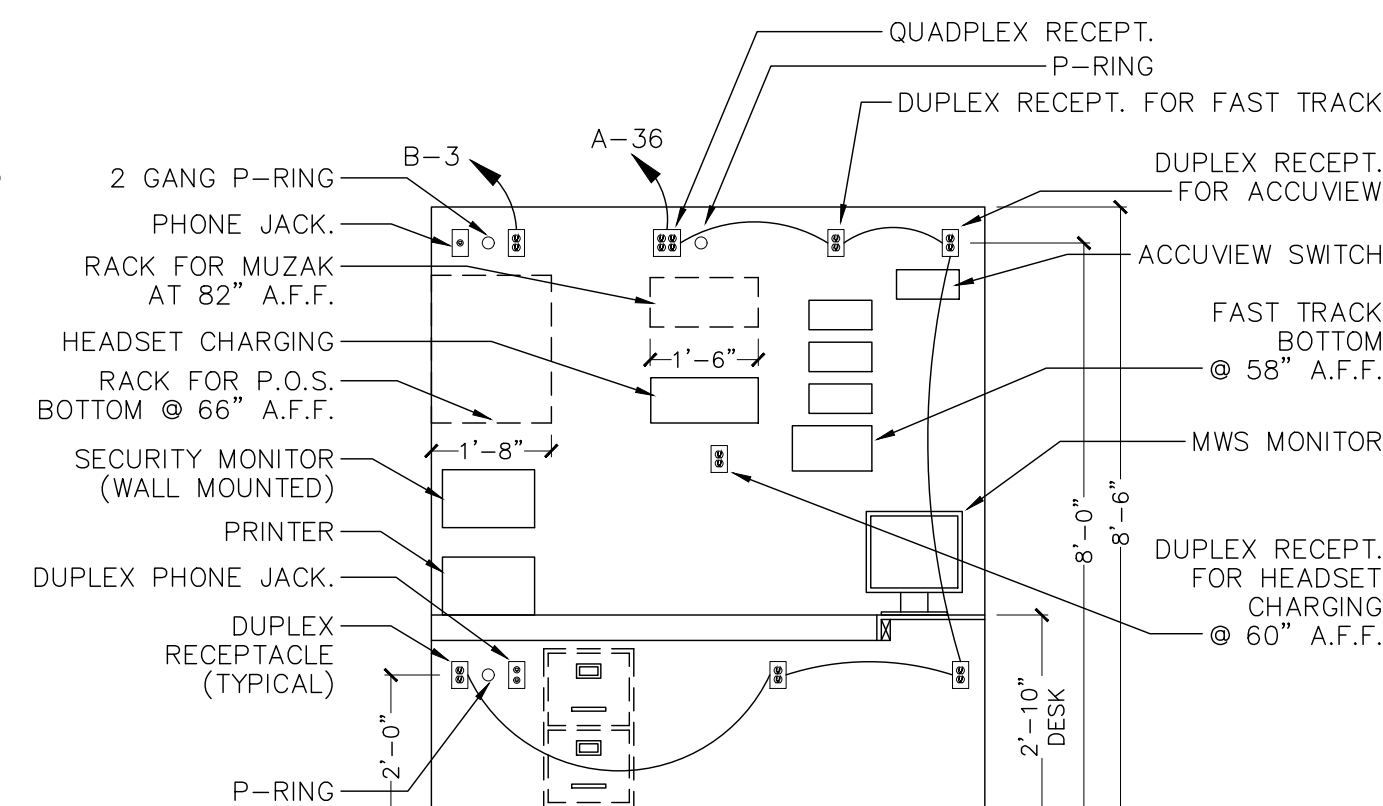 QUADPLEX RECEPT.
P-RING
DUPLEX RECEPT. FOR FAST TRACK
A-36
B-3
DUPLEX RECEPT.
FOR ACCUVIEW
2 GANG P-RING
PHONE JACK.
ACCUVIEW SWITCH
RACK FOR MUZAK
AT 82" A.F.F.
FAST TRACK
BOTTOM
@ 58" A.F.F.
HEADSET CHARGING
1'-6"
RACK FOR P.O.S.
BOTTOM @ 66" A.F.F.
1'-8"
MWS MONITOR
SECURITY MONITOR
(WALL MOUNTED)
8'-0"
8'-6"
PRINTER
DUPLEX RECEPT.
FOR HEADSET
CHARGING
@ 60" A.F.F.
DUPLEX PHONE JACK.
DUPLEX
RECEPTACLE
(TYPICAL)
2'-10"
DESK
2'-0"
P-RING